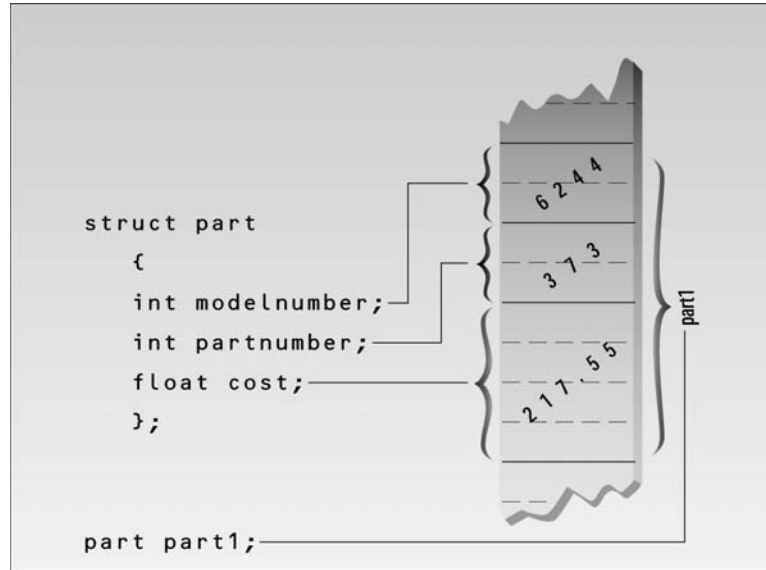 struct part
{
int modelnumber;
int partnumber;
float cost;
};
part part1;
6244
373
217.55
part1